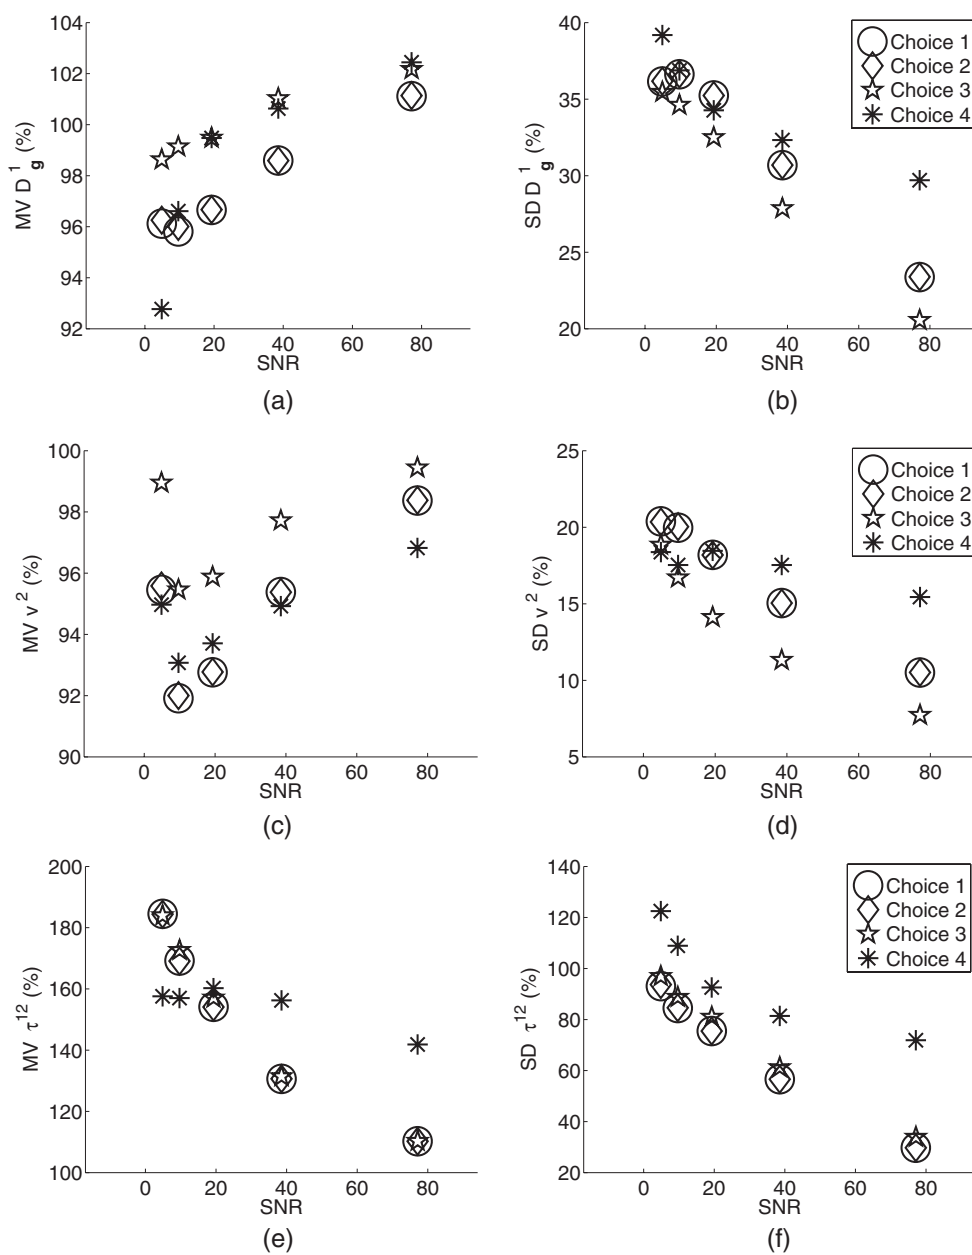 104
102
100
98
96
94
92
MV D_g^1 (%)
0 20 40 60 80
SNR
(a)
40
35
30
25
20
SD D_g^1 (%)
Choice 1
Choice 2
Choice 3
Choice 4
0 20 40 60 80
SNR
(b)
100
98
96
94
92
90
MV v^2 (%)
0 20 40 60 80
SNR
(c)
25
20
15
10
5
SD v^2 (%)
Choice 1
Choice 2
Choice 3
Choice 4
0 20 40 60 80
SNR
(d)
200
180
160
140
120
100
MV τ^12 (%)
0 20 40 60 80
SNR
(e)
140
120
100
80
60
40
20
SD τ^12 (%)
Choice 1
Choice 2
Choice 3
Choice 4
0 20 40 60 80
SNR
(f)